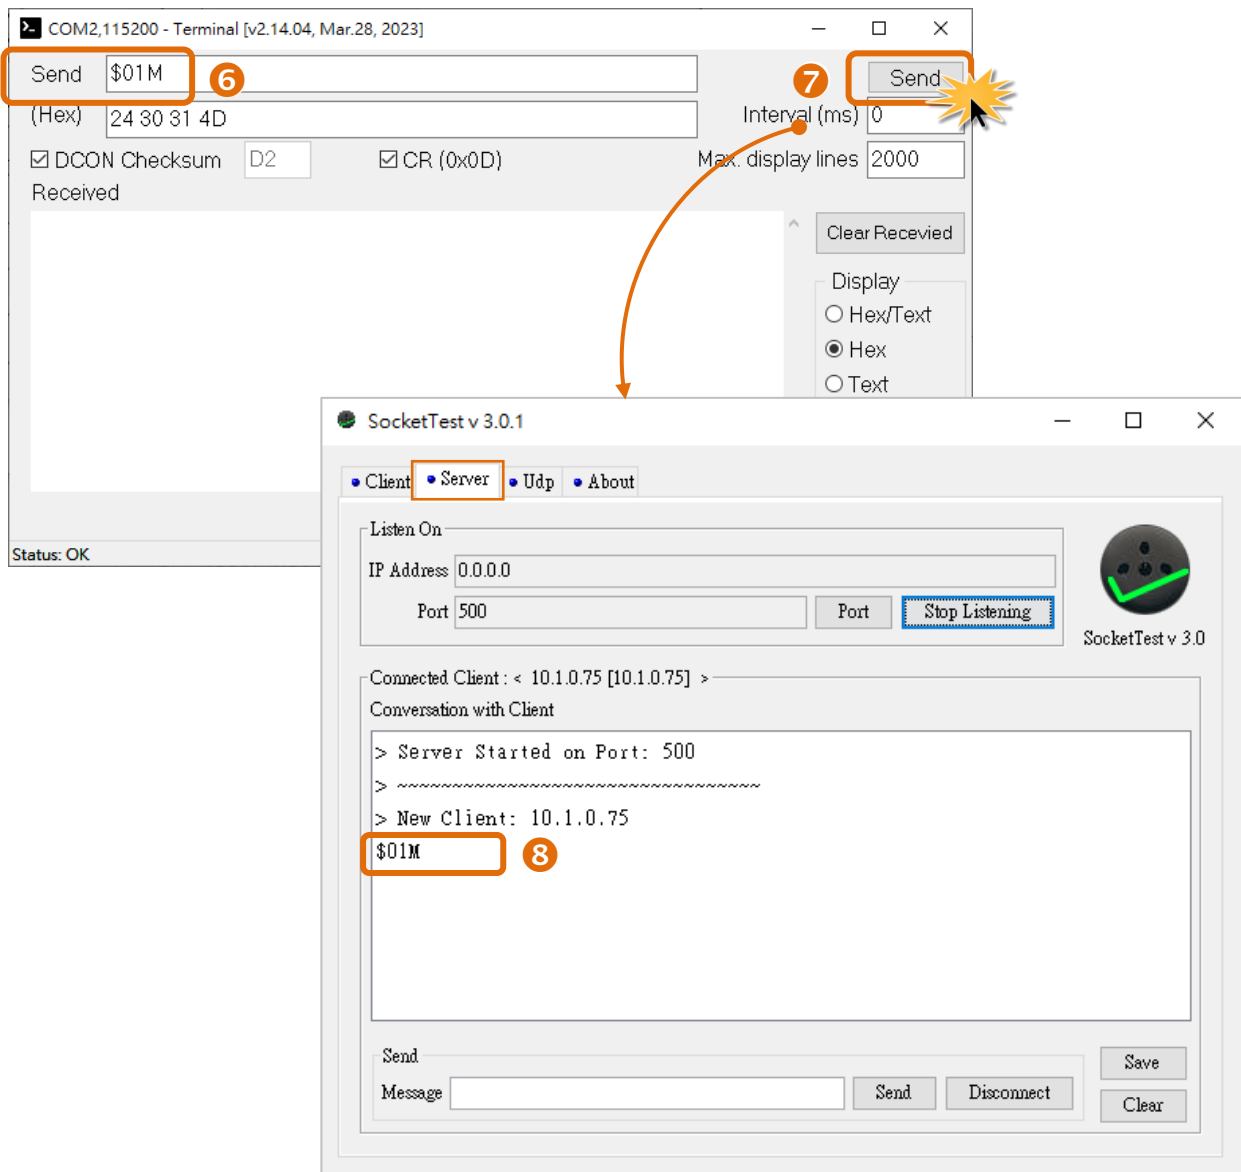 COM2,115200 - Terminal [v2.14.04, Mar.28, 2023]
Send $01M 6 7 Send
(Hex) 24 30 31 4D Interval (ms) 0
DCON Checksum D2 CR (0x0D) Max. display lines 2000
Received
Clear Recevied
Display
Hex/Text
Hex
Text
Status: OK
SocketTest v 3.0.1
Client Server Udp About
Listen On
IP Address 0.0.0.0
Port 500 Port Stop Listening
SocketTest v 3.0
Connected Client : < 10.1.0.75 [10.1.0.75] >
Conversation with Client
> Server Started on Port: 500
> ~~~~~~~~~~~~~~~~~~~~~~~~~~~~~~~~~
> New Client: 10.1.0.75
$01M 8
Send
Message Send Disconnect
Save
Clear